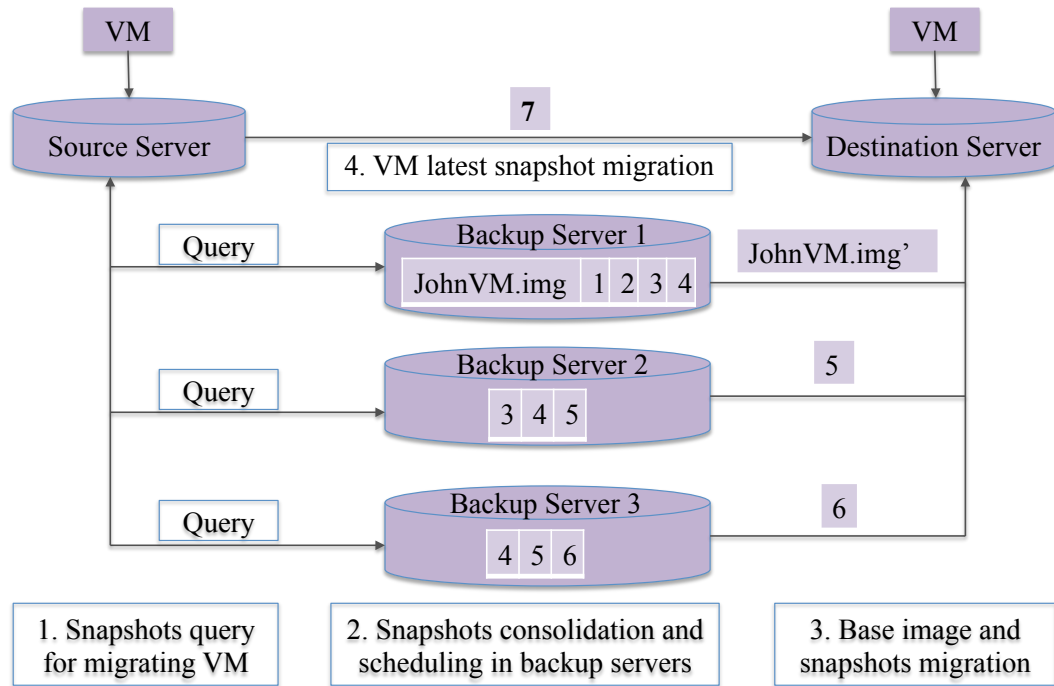 VM
VM
7
Source Server
Destination Server
4. VM latest snapshot migration
Query
Backup Server 1
JohnVM.img’
JohnVM.img 1 2 3 4
Query
Backup Server 2
5
3 4 5
Query
Backup Server 3
6
4 5 6
1. Snapshots query
for migrating VM
2. Snapshots consolidation and
scheduling in backup servers
3. Base image and
snapshots migration